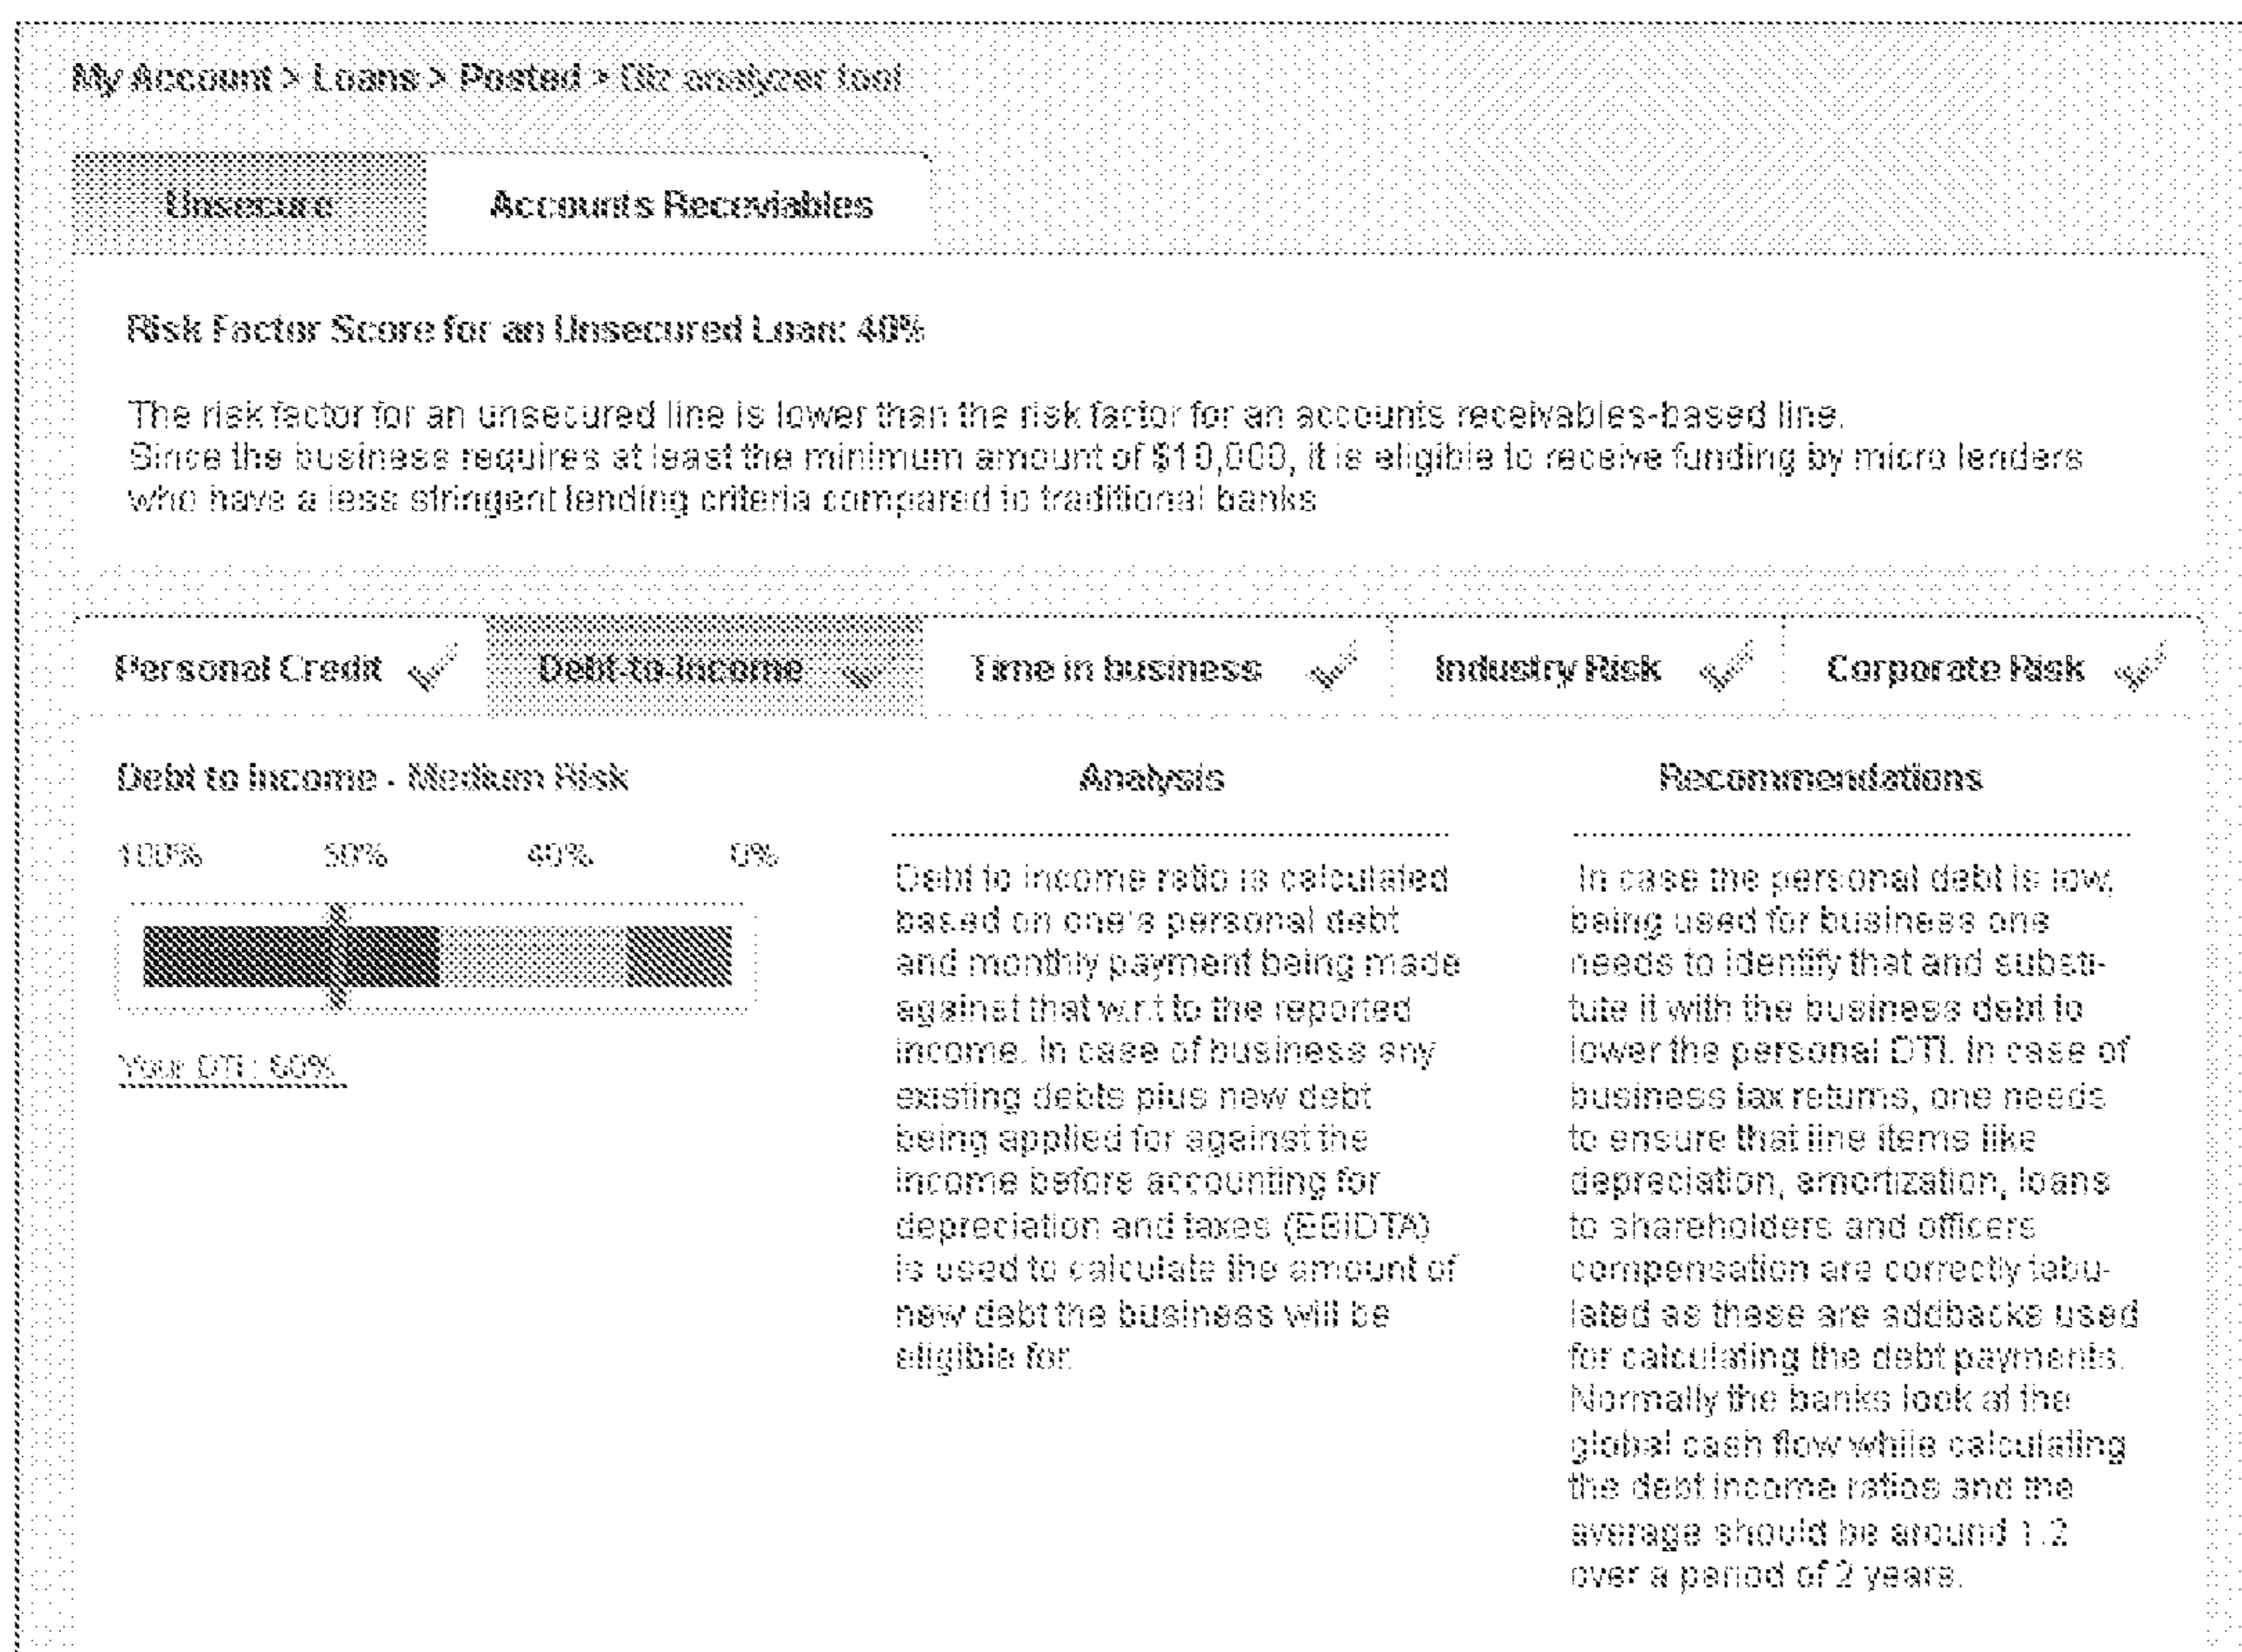 My Account > Loans > Posted > Biz analyzer tool
Unsecure
Accounts Receviables
Risk Factor Score for an Unsecured Loan: 40%
The risk factor for an unsecured line is lower than the risk factor for an accounts receivables-based line.
Since the business requires at least the minimum amount of $10,000, it is eligible to receive funding by micro lenders
who have a less stringent lending criteria compared to traditional banks
Personal Credit
Debt-to-Income
Time in business
Industry Risk
Corporate Risk
Debt to Income - Medium Risk
100% 50% 40% 0%
Your DTI: 60%
Analysis
Debt to income ratio is calculated
based on one's personal debt
and monthly payment being made
against that w.r.t to the reported
income. In case of business any
existing debts plus new debt
being applied for against the
income before accounting for
depreciation and taxes (EBIDTA)
is used to calculate the amount of
new debt the business will be
eligible for.
Recommendations
In case the personal debt is low,
being used for business one
needs to identify that and substi-
tute it with the business debt to
lower the personal DTI. In case of
business tax returns, one needs
to ensure that line items like
depreciation, amortization, loans
to shareholders and officers
compensation are correctly tabu-
lated as these are addbacks used
for calculating the debt payments.
Normally the banks look at the
global cash flow while calculating
the debt income ratios and the
average should be around 1.2
over a period of 2 years.